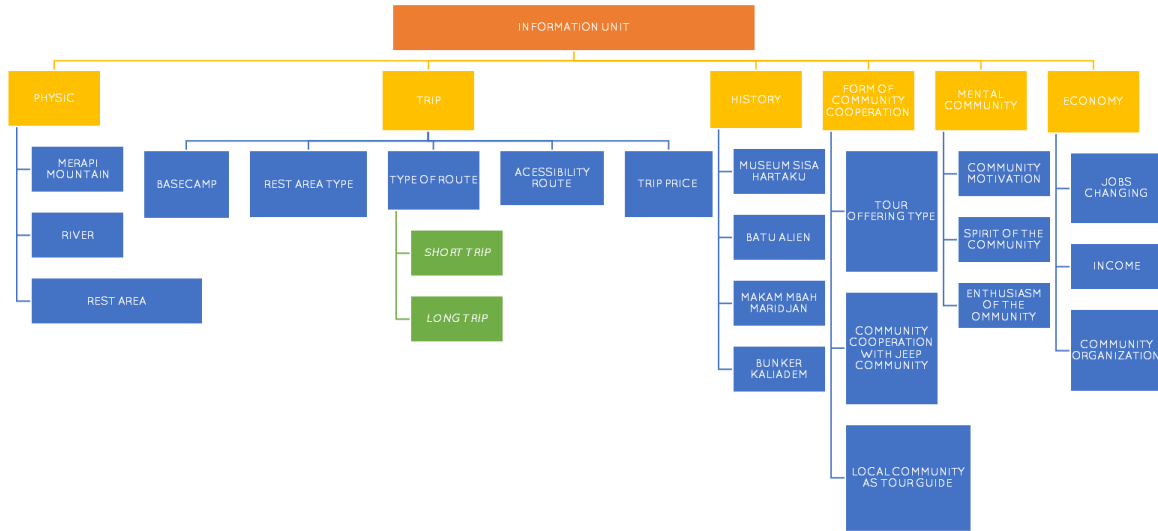 INFORMATION UNIT
PHYSIC
TRIP
HISTORY
FORM OF
COMMUNITY
COOPERATION
MENTAL
COMMUNITY
ECONOMY
MERAPI
MOUNTAIN
RIVER
REST AREA
BASECAMP
REST AREA TYPE
TYPE OF ROUTE
ACESSIBILITY
ROUTE
TRIP PRICE
SHORT TRIP
LONG TRIP
MUSEUM SISA
HARTAKU
BATU ALIEN
MAKAM MBAH
MARIDJAN
BUNKER
KALIADEM
TOUR
OFFERING TYPE
COMMUNITY
COOPERATION
WITH JEEP
COMMUNITY
LOCAL COMMUNITY
AS TOUR GUIDE
COMMUNITY
MOTIVATION
SPIRIT OF THE
COMMUNITY
ENTHUSIASM
OF THE
OMMUNITY
JOBS
CHANGING
INCOME
COMMUNITY
ORGANIZATION